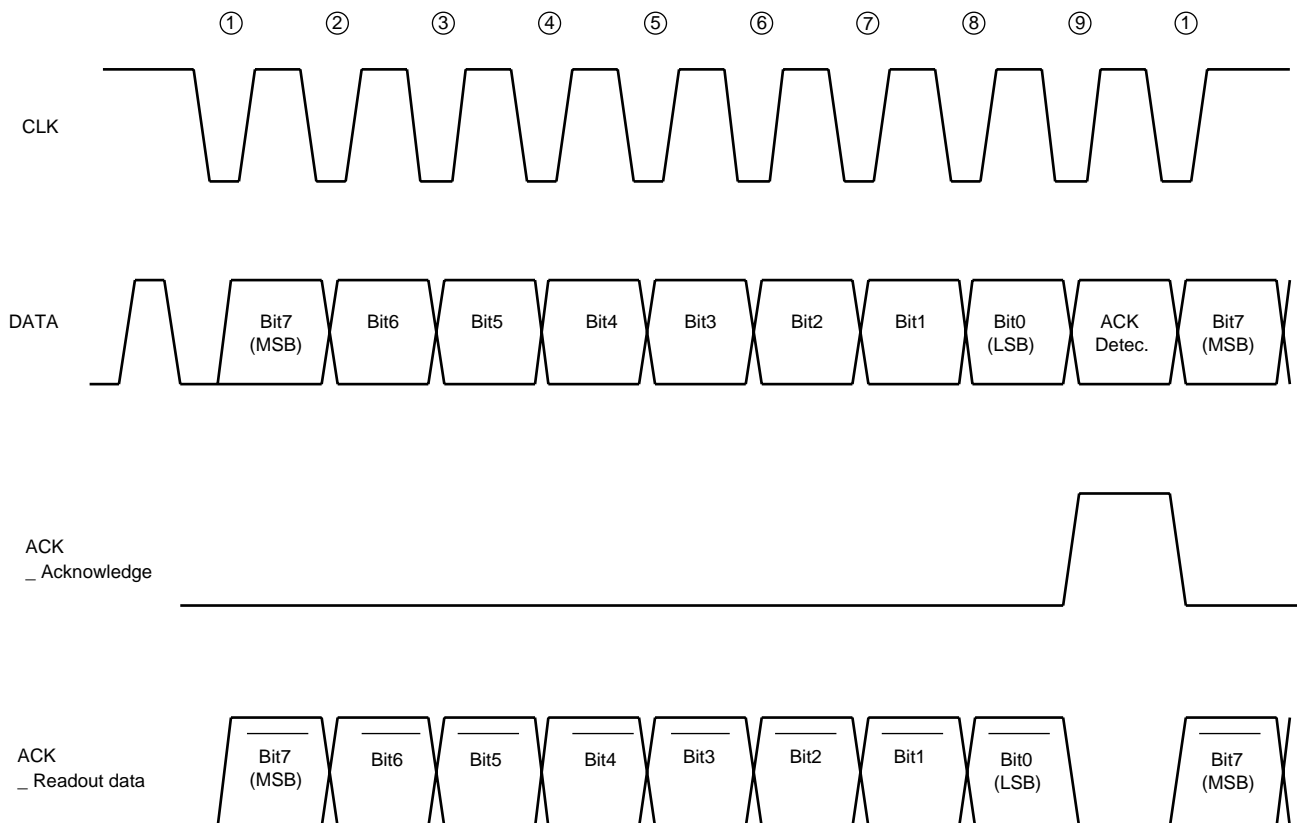 ① ② ③ ④ ⑤ ⑥ ⑦ ⑧ ⑨ ①
CLK
DATA
Bit7 Bit6 Bit5 Bit4 Bit3 Bit2 Bit1 Bit0 ACK Bit7
(MSB) (LSB) Detec. (MSB)
ACK
_ Acknowledge
ACK
_ Readout data
Bit7 Bit6 Bit5 Bit4 Bit3 Bit2 Bit1 Bit0 Bit7
(MSB) (LSB) (MSB)